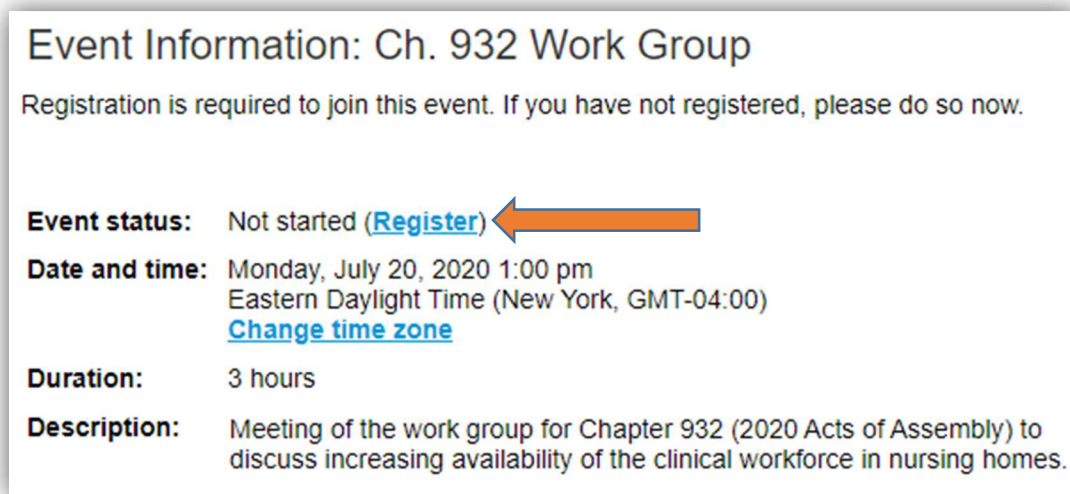 Event Information: Ch. 932 Work Group
Registration is required to join this event. If you have not registered, please do so now.
Event status: Not started (Register)
Date and time: Monday, July 20, 2020 1:00 pm
Eastern Daylight Time (New York, GMT-04:00)
Change time zone
Duration: 3 hours
Description: Meeting of the work group for Chapter 932 (2020 Acts of Assembly) to
discuss increasing availability of the clinical workforce in nursing homes.